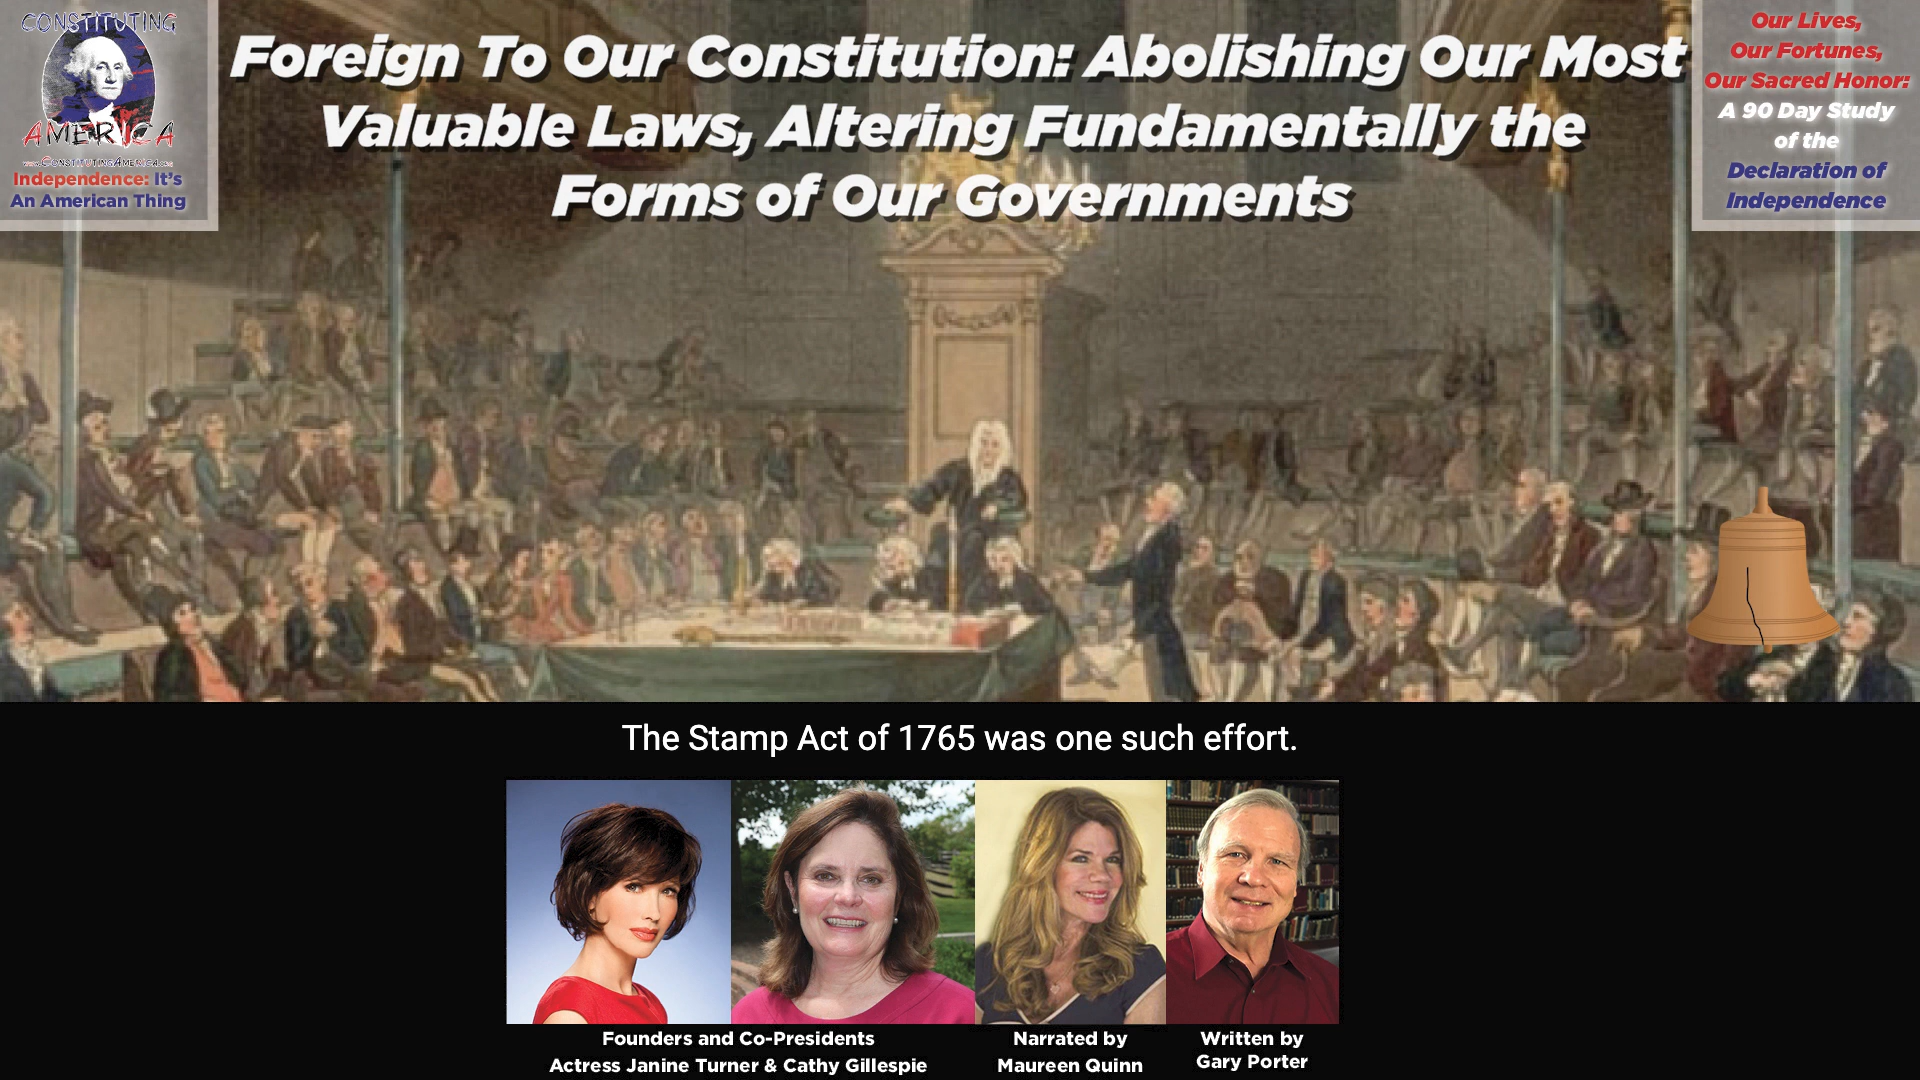 CONSTITUTING
AMERICA
www.CONSTITUTINGAMERICA.org
Independence: It's
An American Thing
Foreign To Our Constitution: Abolishing Our Most
Valuable Laws, Altering Fundamentally the
Forms of Our Governments
Our Lives,
Our Fortunes,
Our Sacred Honor:
A 90 Day Study
of the
Declaration of
Independence
The Stamp Act of 1765 was one such effort.
Founders and Co-Presidents
Actress Janine Turner & Cathy Gillespie
Narrated by
Maureen Quinn
Written by
Gary Porter